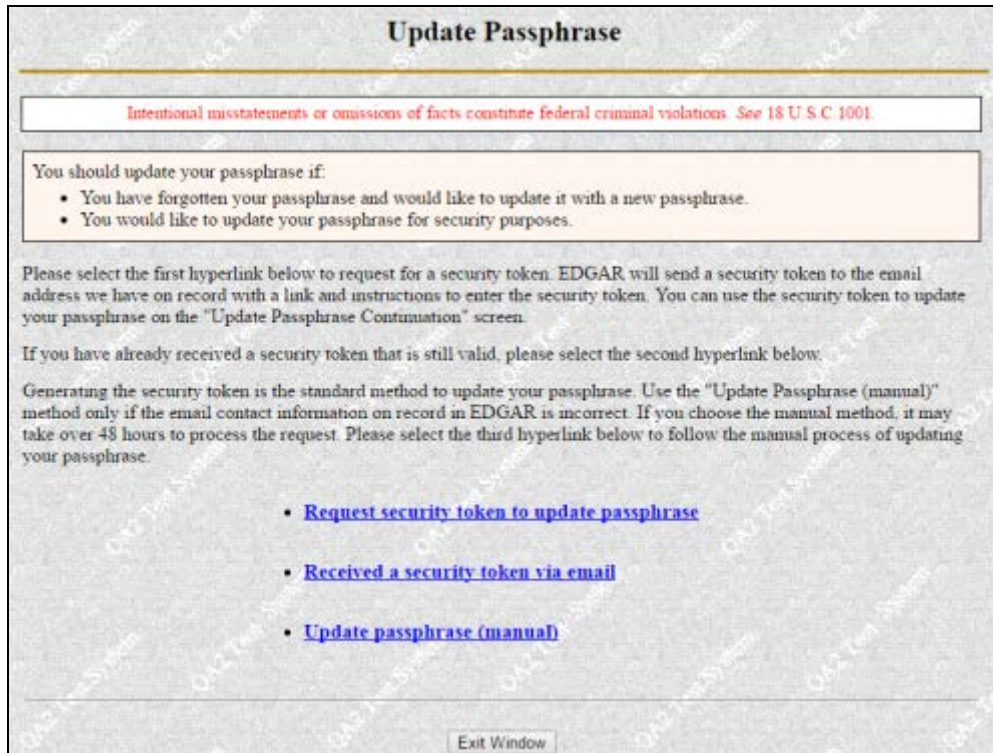 Update Passphrase
Intentional misstatements or omissions of facts constitute federal criminal violations. See 18 U.S.C.1001.
You should update your passphrase if:
• You have forgotten your passphrase and would like to update it with a new passphrase.
• You would like to update your passphrase for security purposes.
Please select the first hyperlink below to request for a security token. EDGAR will send a security token to the email
address we have on record with a link and instructions to enter the security token. You can use the security token to update
your passphrase on the "Update Passphrase Continuation" screen.
If you have already received a security token that is still valid, please select the second hyperlink below.
Generating the security token is the standard method to update your passphrase. Use the "Update Passphrase (manual)"
method only if the email contact information on record in EDGAR is incorrect. If you choose the manual method, it may
take over 48 hours to process the request. Please select the third hyperlink below to follow the manual process of updating
your passphrase.
• Request security token to update passphrase
• Received a security token via email
• Update passphrase (manual)
Exit Window
QA2 Test System